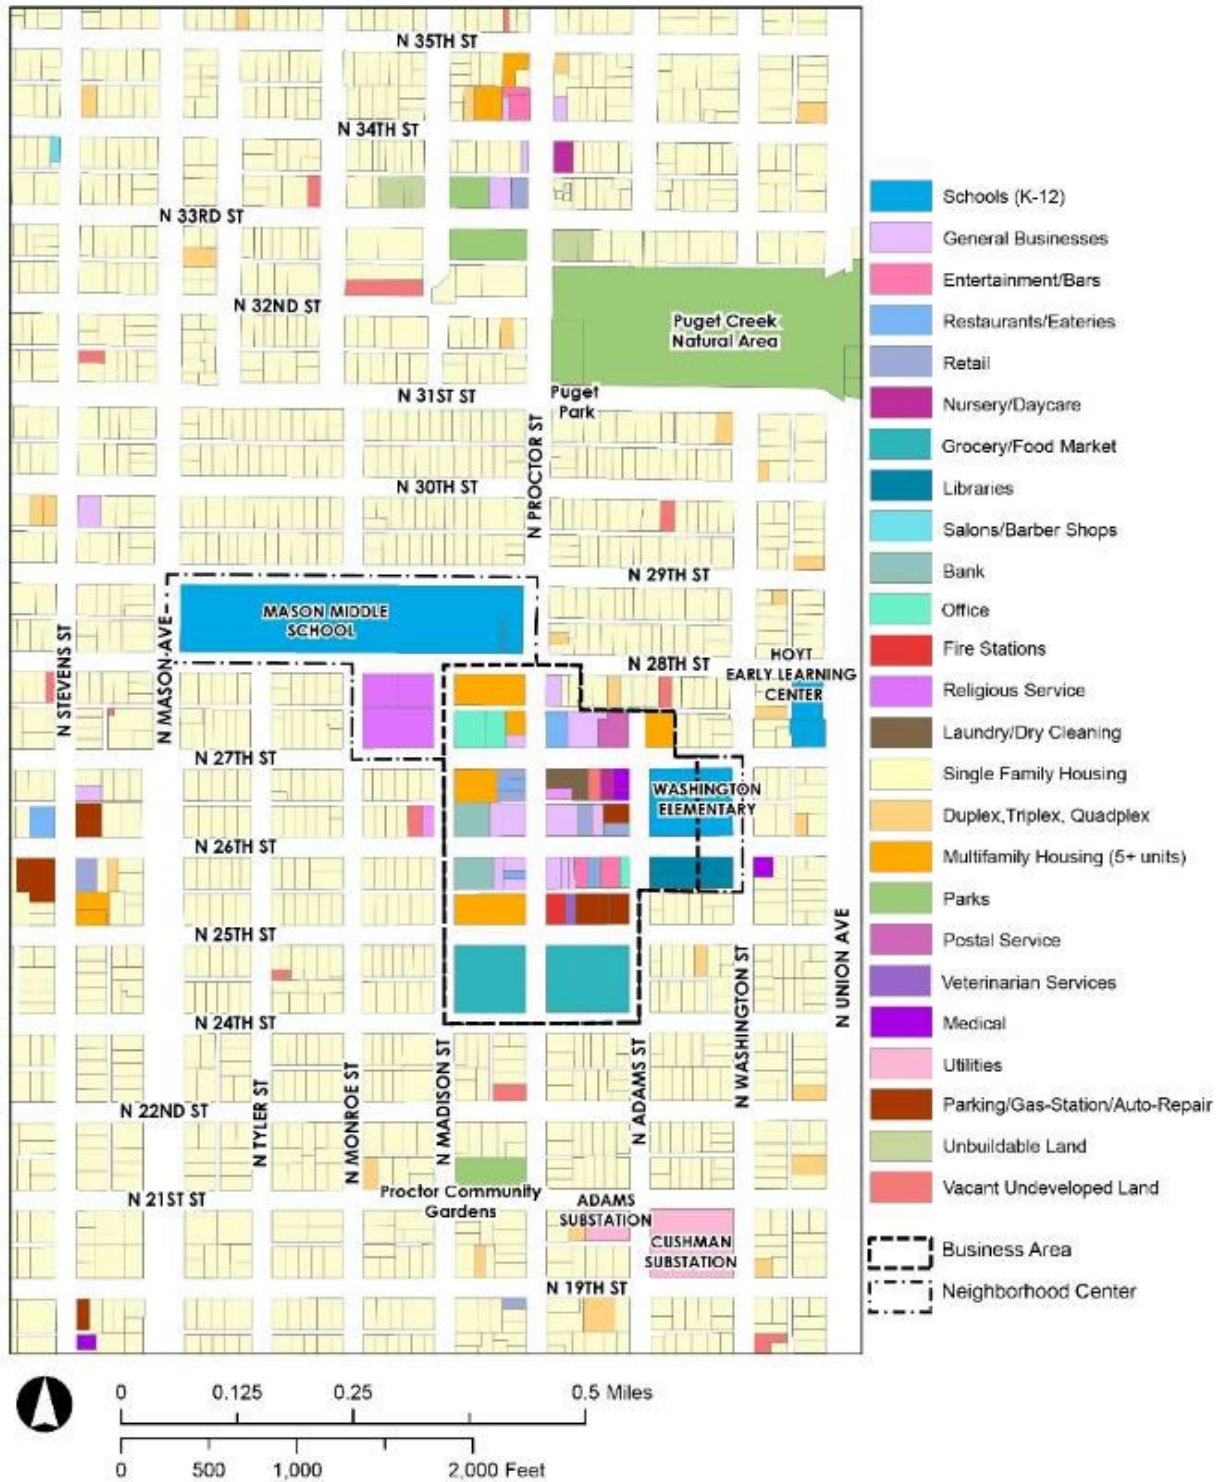 N 35TH ST
N 34TH ST
N 33RD ST
N 32ND ST
Puget Creek
Natural Area
N 31ST ST
Puget
Park
N PROCTOR ST
N 30TH ST
N 29TH ST
MASON MIDDLE
SCHOOL
N STEVENS ST
N MASON AVE
N 28TH ST
HOYT
EARLY LEARNING
CENTER
N 27TH ST
WASHINGTON
ELEMENTARY
N 26TH ST
N 25TH ST
N UNION AVE
N WASHINGTON ST
N 24TH ST
N TYLER ST
N MONROE ST
N MADISON ST
N ADAMS ST
N 22ND ST
N 21ST ST
Proctor Community
Gardens
ADAMS
SUBSTATION
CUSHMAN
SUBSTATION
N 19TH ST
Schools (K-12)
General Businesses
Entertainment/Bars
Restaurants/Eateries
Retail
Nursery/Daycare
Grocery/Food Market
Libraries
Salons/Barber Shops
Bank
Office
Fire Stations
Religious Service
Laundry/Dry Cleaning
Single Family Housing
Duplex,Triplex, Quadplex
Multifamily Housing (5+ units)
Parks
Postal Service
Veterinarian Services
Medical
Utilities
Parking/Gas-Station/Auto-Repair
Unbuildable Land
Vacant Undeveloped Land
Business Area
Neighborhood Center
0 0.125 0.25 0.5 Miles
0 500 1,000 2,000 Feet